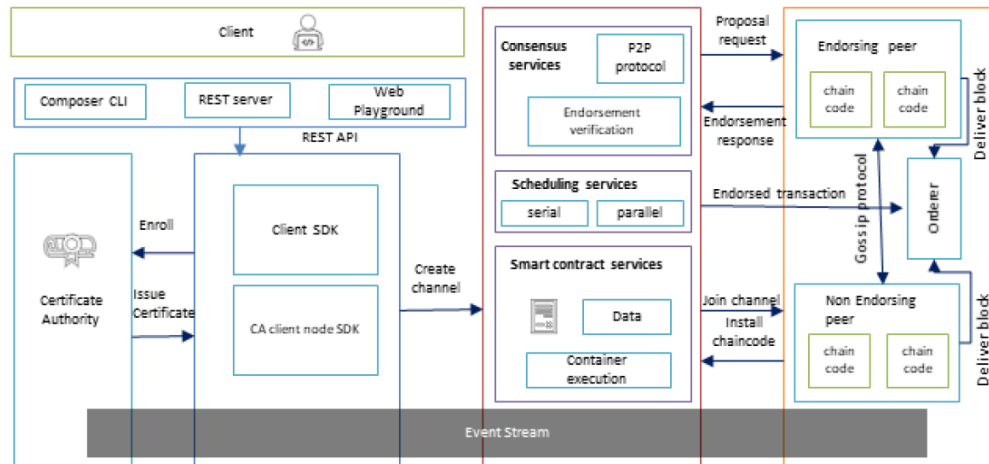 Client
Composer CLI
REST server
Web
Playground
REST API
Certificate
Authority
Enroll
Issue
Certificate
Client SDK
CA client node SDK
Create
channel
Consensus
services
P2P
protocol
Endorsement
verification
Scheduling services
serial
parallel
Smart contract services
Data
Container
execution
Proposal
request
Endorsement
response
Endorsed transaction
Join channel
Install
chaincode
Endorsing peer
chain
code
chain
code
Deliver block
Gossip protocol
Orderer
Non Endorsing
peer
chain
code
chain
code
Deliver block
Event Stream